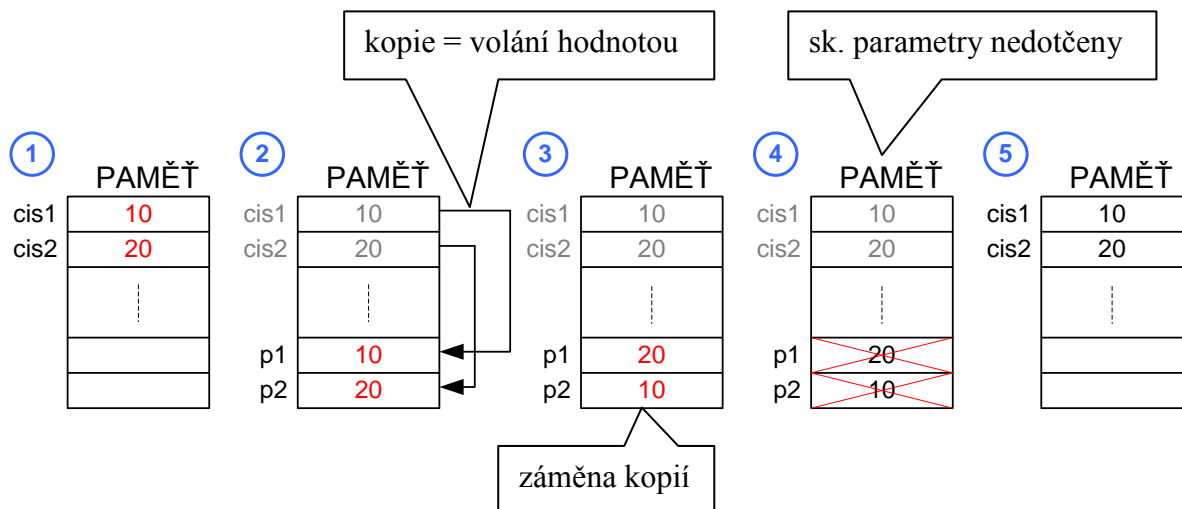 kopie = volání hodnotou
sk. parametry nedotčeny
1
2
3
4
5
PAMĚŤ
PAMĚŤ
PAMĚŤ
PAMĚŤ
PAMĚŤ
cis1 10
cis2 20
cis1 10
cis2 20
p1 10
p2 20
cis1 10
cis2 20
p1 20
p2 10
cis1 10
cis2 20
p1 20
p2 10
cis1 10
cis2 20
záměna kopií